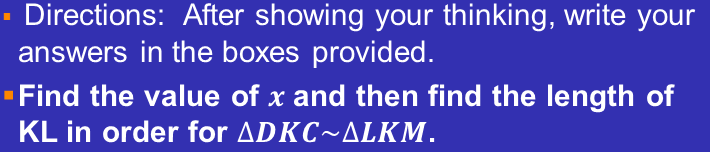 ▪ Directions: After showing your thinking, write your
answers in the boxes provided.
▪Find the value of x and then find the length of
KL in order for ΔDKC~ΔLKM.